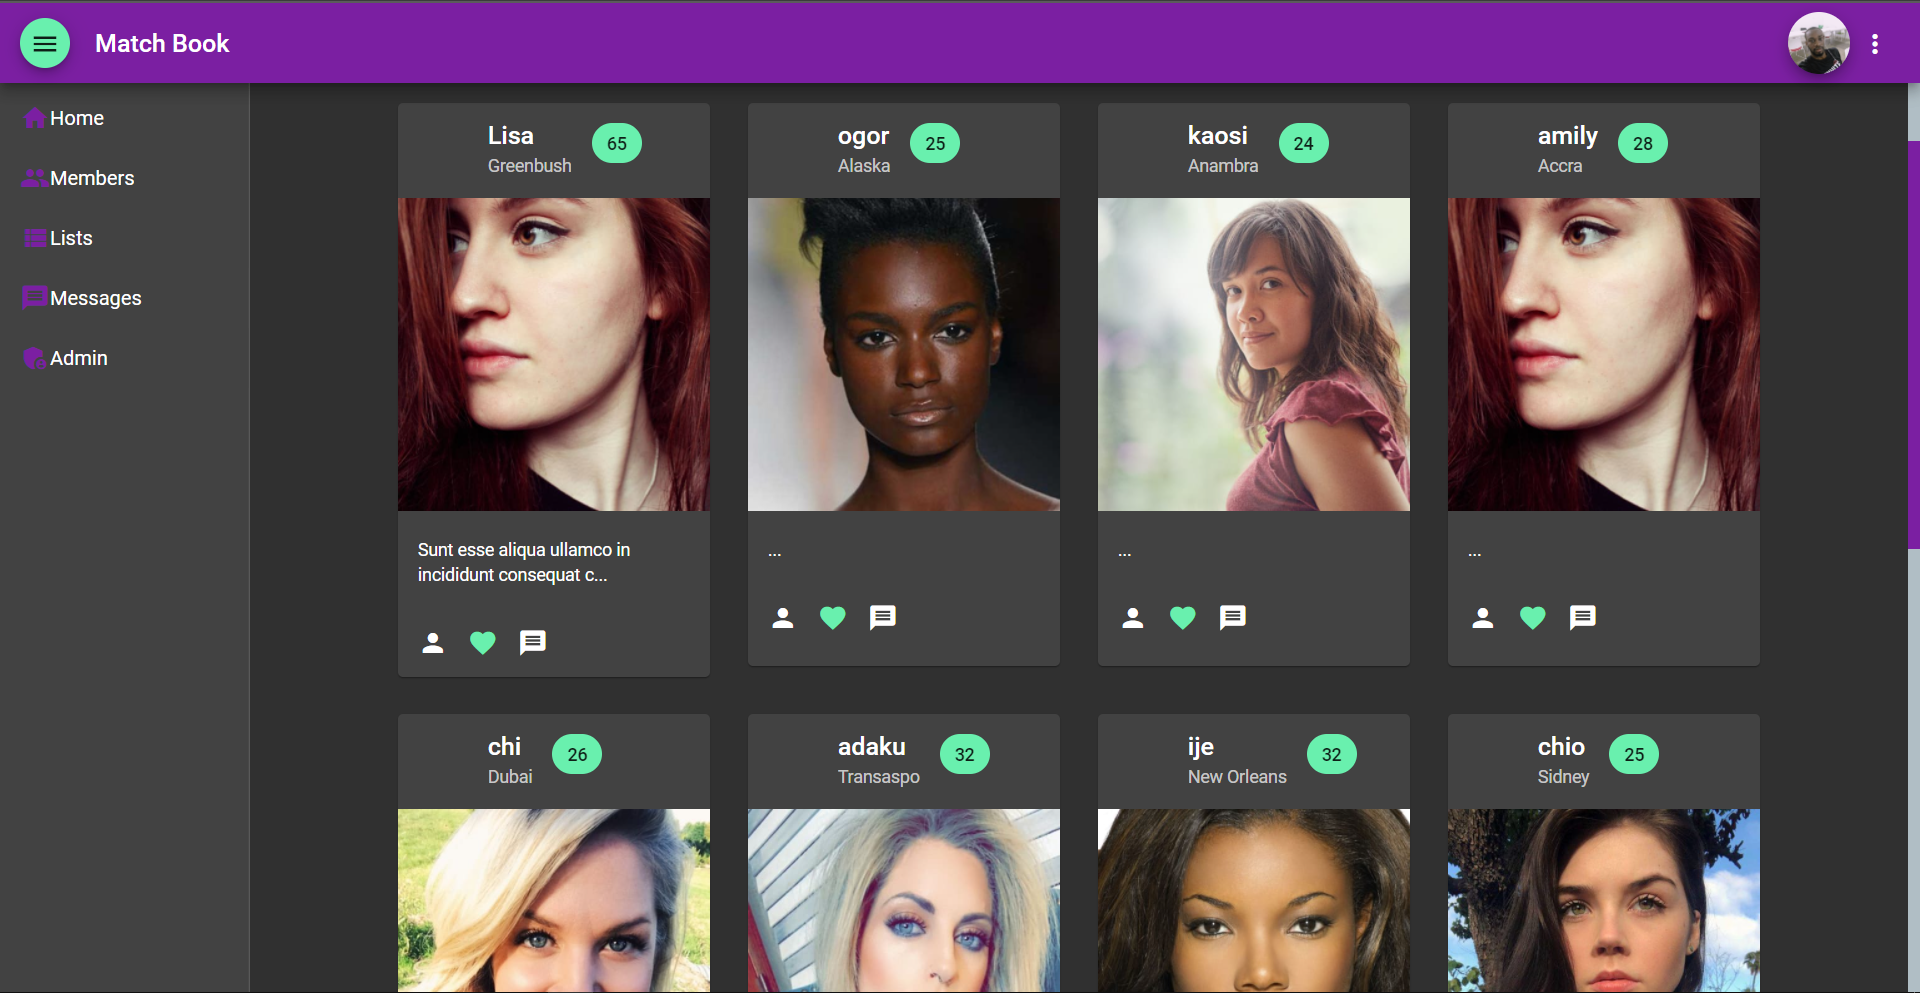 Match Book
Home
Members
Lists
Messages
Admin
Lisa
Greenbush
65
Sunt esse aliqua ullamco in
incididunt consequat c...
ogor
Alaska
25
...
kaosi
Anambra
24
...
amily
Accra
28
...
chi
Dubai
26
adaku
Transaspo
32
ije
New Orleans
32
chio
Sidney
25